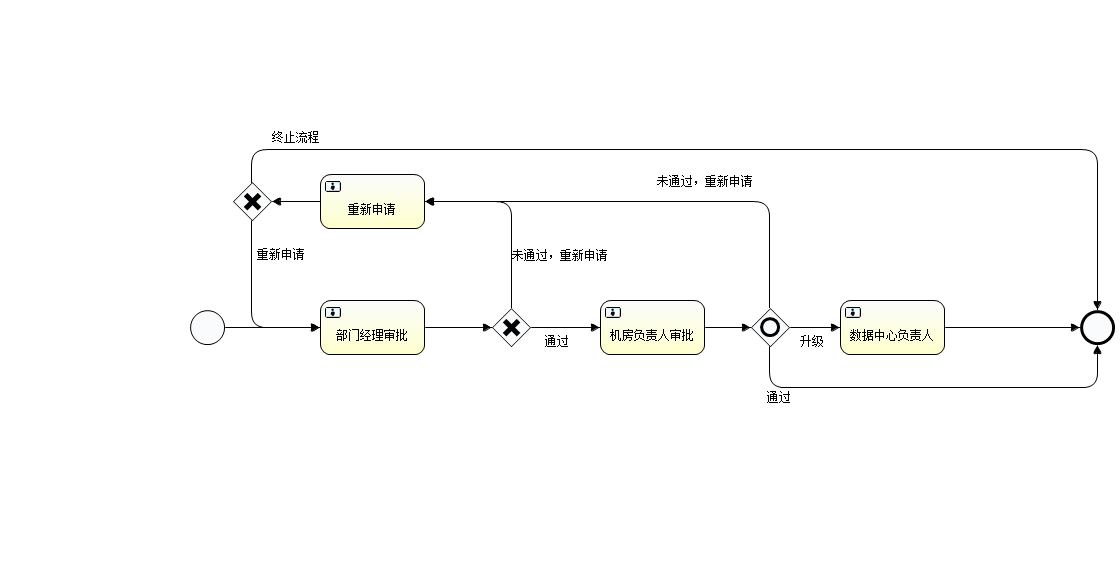 终止流程
未通过，重新申请
重新申请
重新申请
未通过，重新申请
部门经理审批
通过
机房负责人审批
升级
数据中心负责人
通过